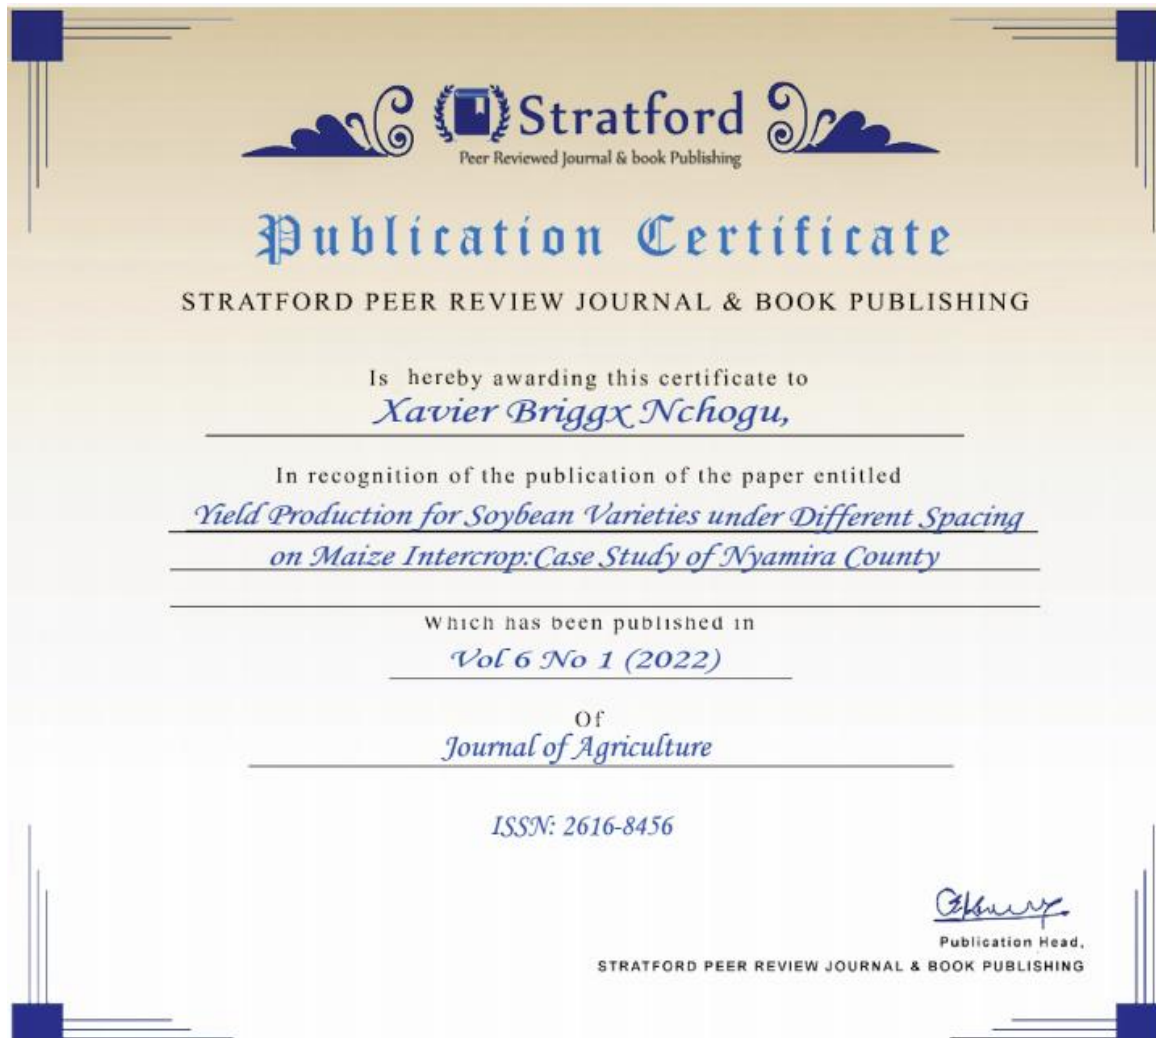 Stratford
Peer Reviewed Journal & book Publishing
Publication Certificate
STRATFORD PEER REVIEW JOURNAL & BOOK PUBLISHING
Is hereby awarding this certificate to
Xavier Briggx Nchogu,
In recognition of the publication of the paper entitled
Yield Production for Soybean Varieties under Different Spacing
on Maize Intercrop:Case Study of Nyamira County
Which has been published in
Vol 6 No 1 (2022)
Of
Journal of Agriculture
ISSN: 2616-8456
Publication Head,
STRATFORD PEER REVIEW JOURNAL & BOOK PUBLISHING